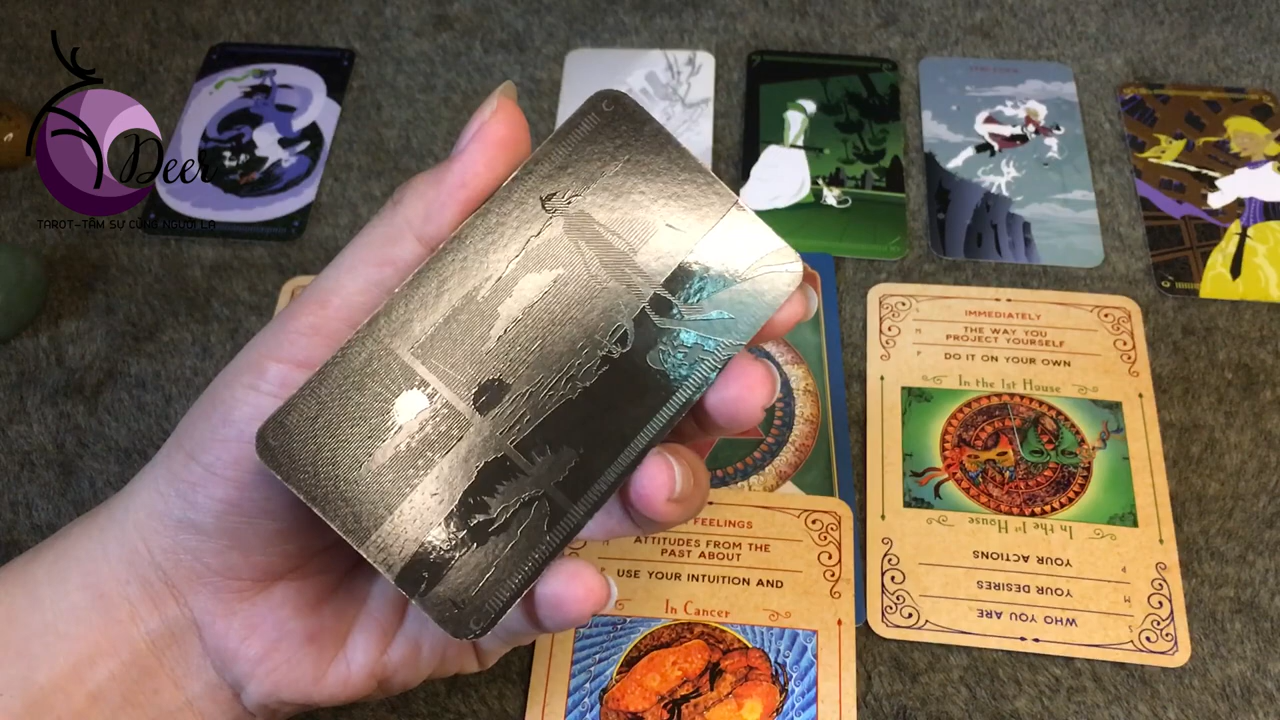 Deer
TAROT-TÂM SỰ CÙNG NGƯỜI LẠ
IMMEDIATELY
THE WAY YOU
PROJECT YOURSELF
DO IT ON YOUR OWN
In the 1st House
In the 1st House
YOUR ACTIONS
YOUR DESIRES
WHO YOU ARE
FEELINGS
ATTITUDES FROM THE
PAST ABOUT
USE YOUR INTUITION AND
In Cancer